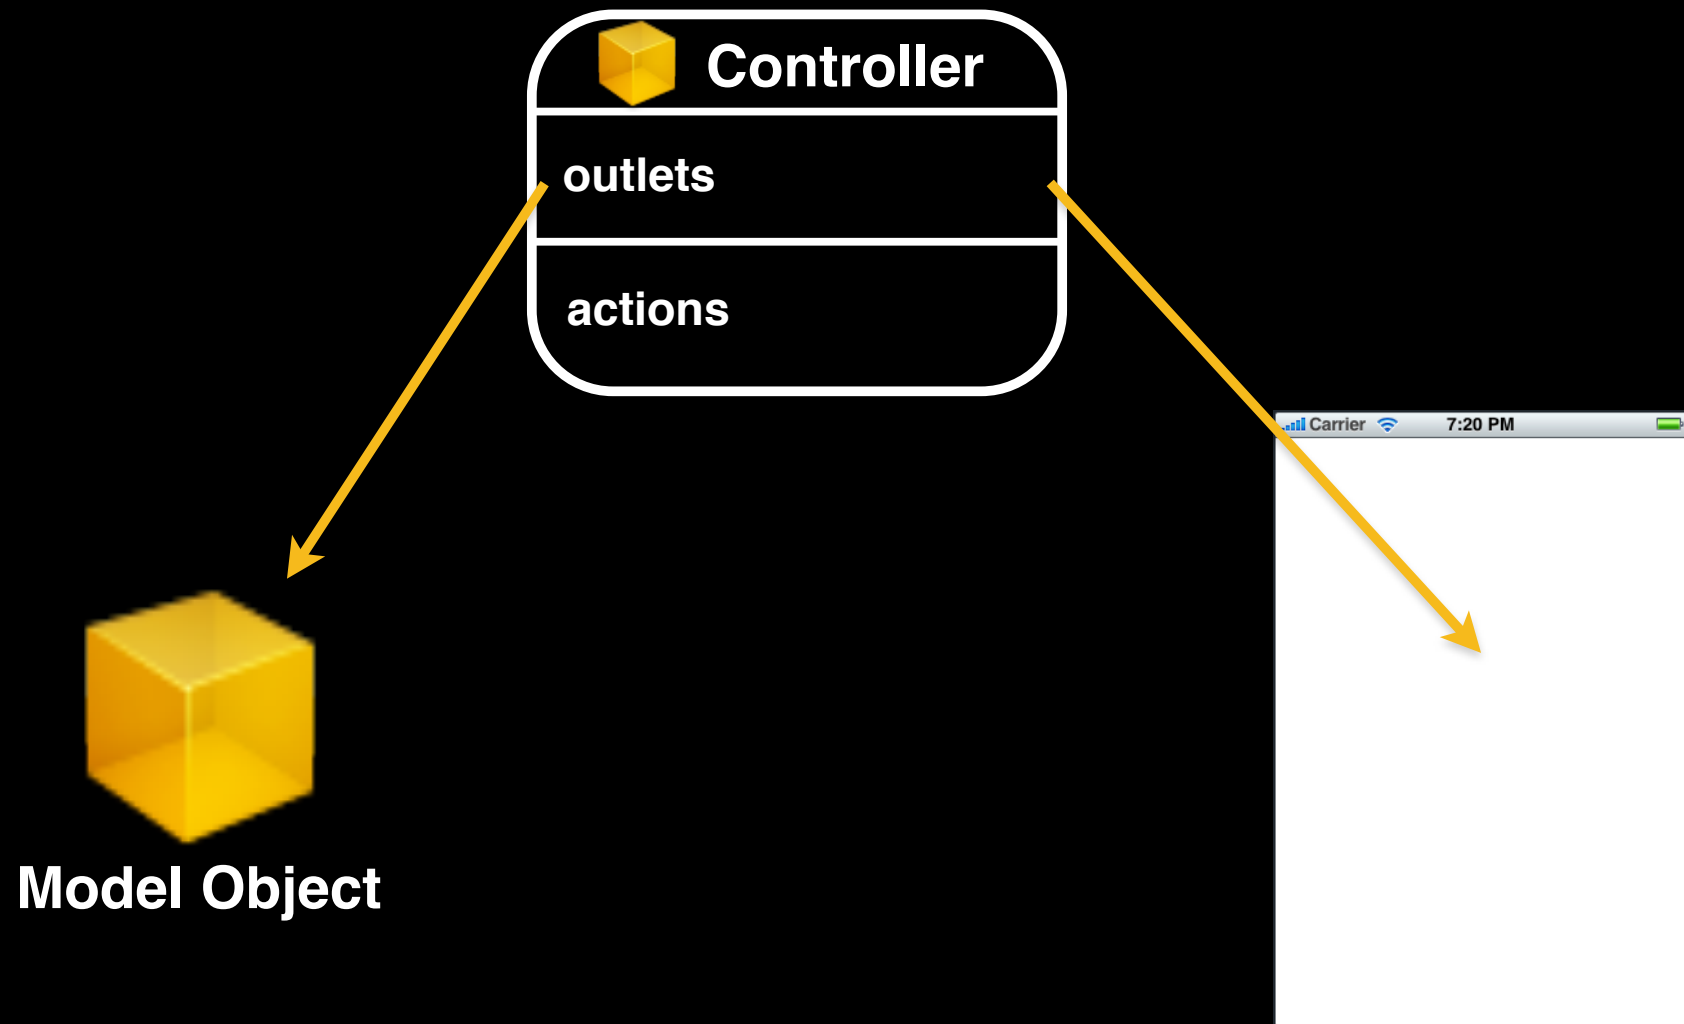 Controller
outlets
actions
Carrier 7:20 PM
Model Object